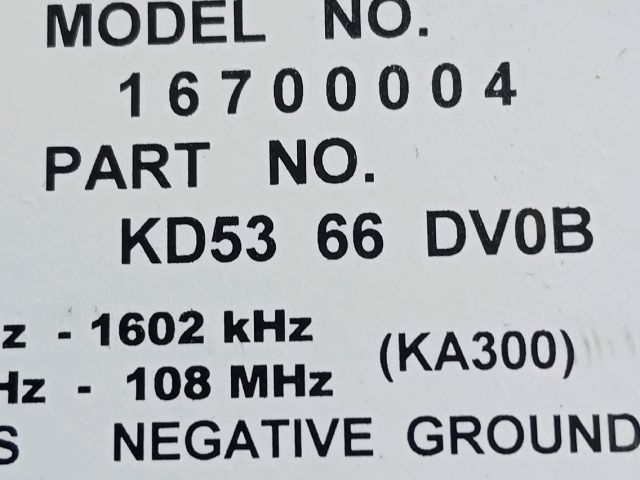 MODEL NO.
16700004
PART NO.
KD53 66 DV0B
z - 1602 kHz
(KA300)
Hz - 108 MHz
S NEGATIVE GROUND